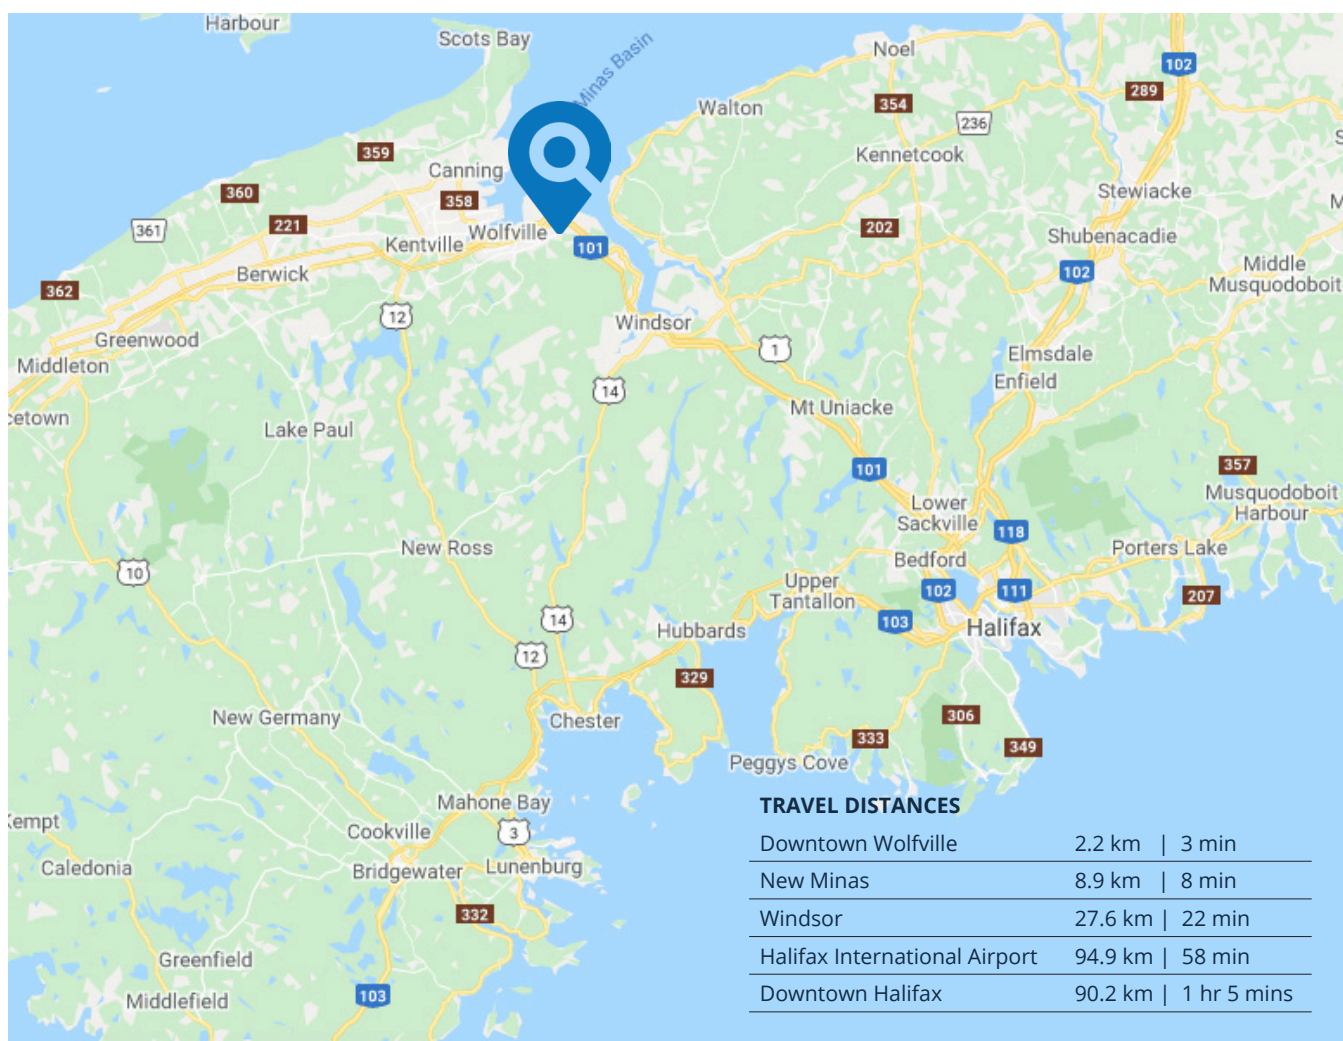 Harbour
Scots Bay
Minas Basin
Noel
102
289
Walton
354
236
359
Canning
Kennetcook
360
358
Stewiacke
221
361
Wolfville
202
Kentville
101
Shubenacadie
Berwick
102
Middle
Musquodoboit
362
12
Windsor
Greenwood
1
Elmsdale
Middleton
Enfield
14
Mt Uniacke
cetown
Lake Paul
101
357
Lower
Sackville
Musquodoboit
Harbour
118
New Ross
Bedford
Porters Lake
10
Upper
Tantallon
102
111
207
14
103
Hubbards
Halifax
12
329
New Germany
Chester
306
333
349
Peggys Cove
Mahone Bay
Kempt
Cookville
3
Caledonia
Bridgewater
Lunenburg
332
Greenfield
Middlefield
103
TRAVEL DISTANCES
Downtown Wolfville 2.2 km | 3 min
New Minas 8.9 km | 8 min
Windsor 27.6 km | 22 min
Halifax International Airport 94.9 km | 58 min
Downtown Halifax 90.2 km | 1 hr 5 mins